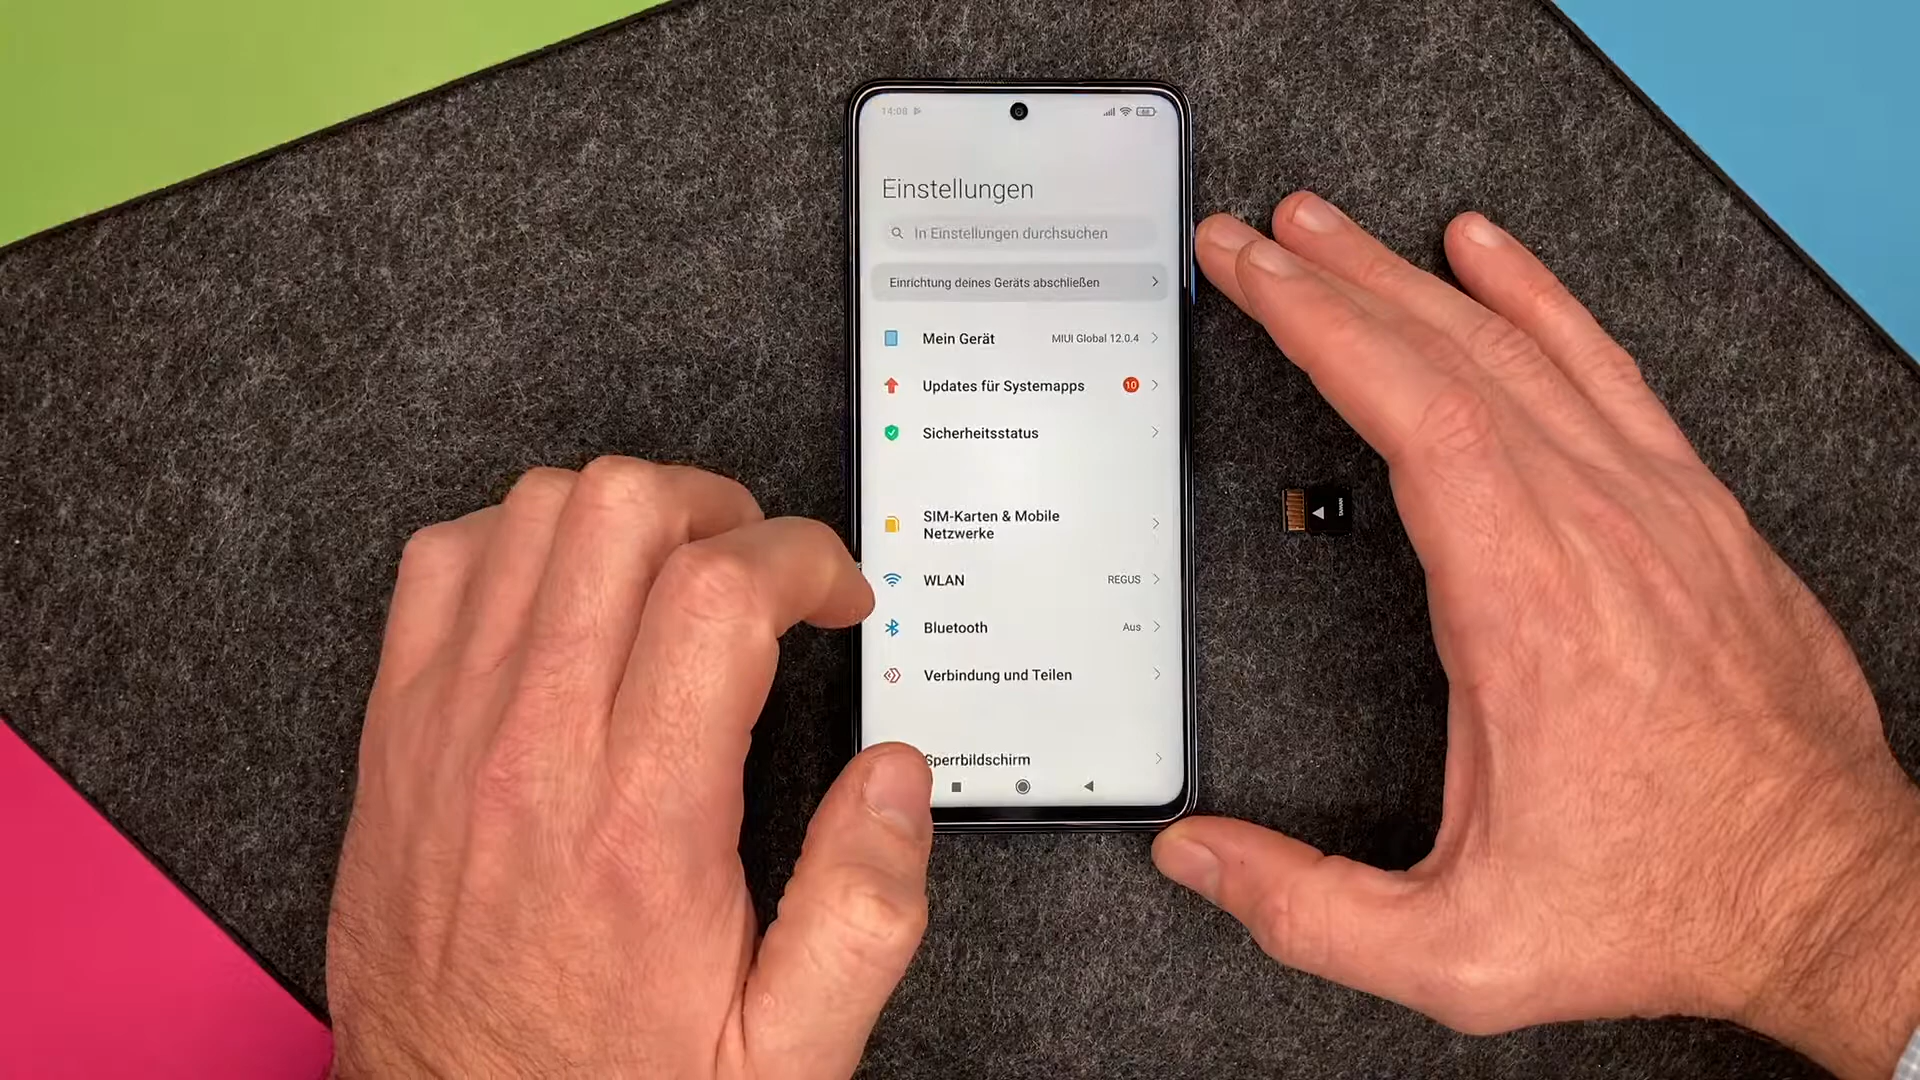 14:08
Einstellungen
In Einstellungen durchsuchen
Einrichtung deines Geräts abschließen
Mein Gerät MIUI Global 12.0.4
Updates für Systemapps 10
Sicherheitsstatus
SIM-Karten & Mobile
Netzwerke
WLAN REGUS
Bluetooth Aus
Verbindung und Teilen
Sperrbildschirm
TAIWAN